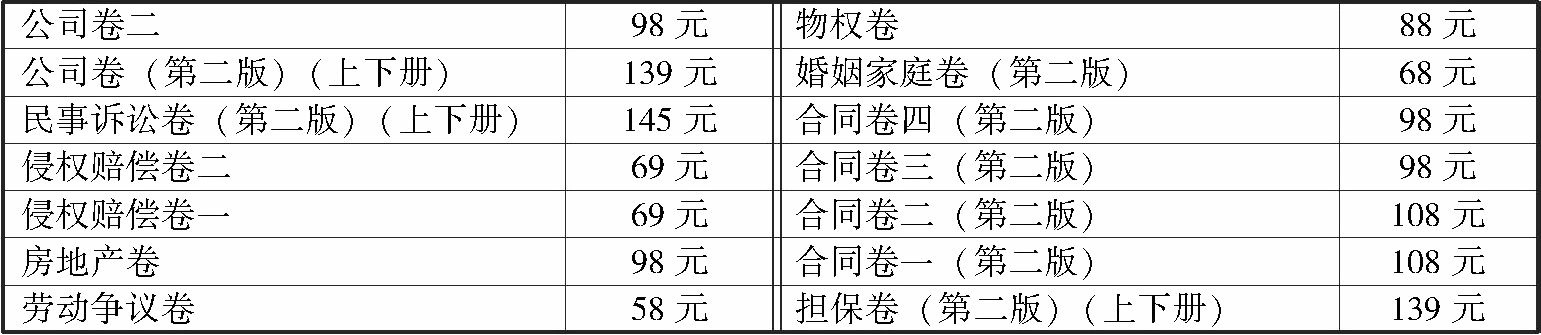 公司卷二 98 元 物权卷 88 元
公司卷（第二版）（上下册） 139 元 婚姻家庭卷（第二版） 68 元
民事诉讼卷（第二版）（上下册） 145 元 合同卷四（第二版） 98 元
侵权赔偿卷二 69 元 合同卷三（第二版） 98 元
侵权赔偿卷一 69 元 合同卷二（第二版） 108 元
房地产卷 98 元 合同卷一（第二版） 108 元
劳动争议卷 58 元 担保卷（第二版）（上下册） 139 元